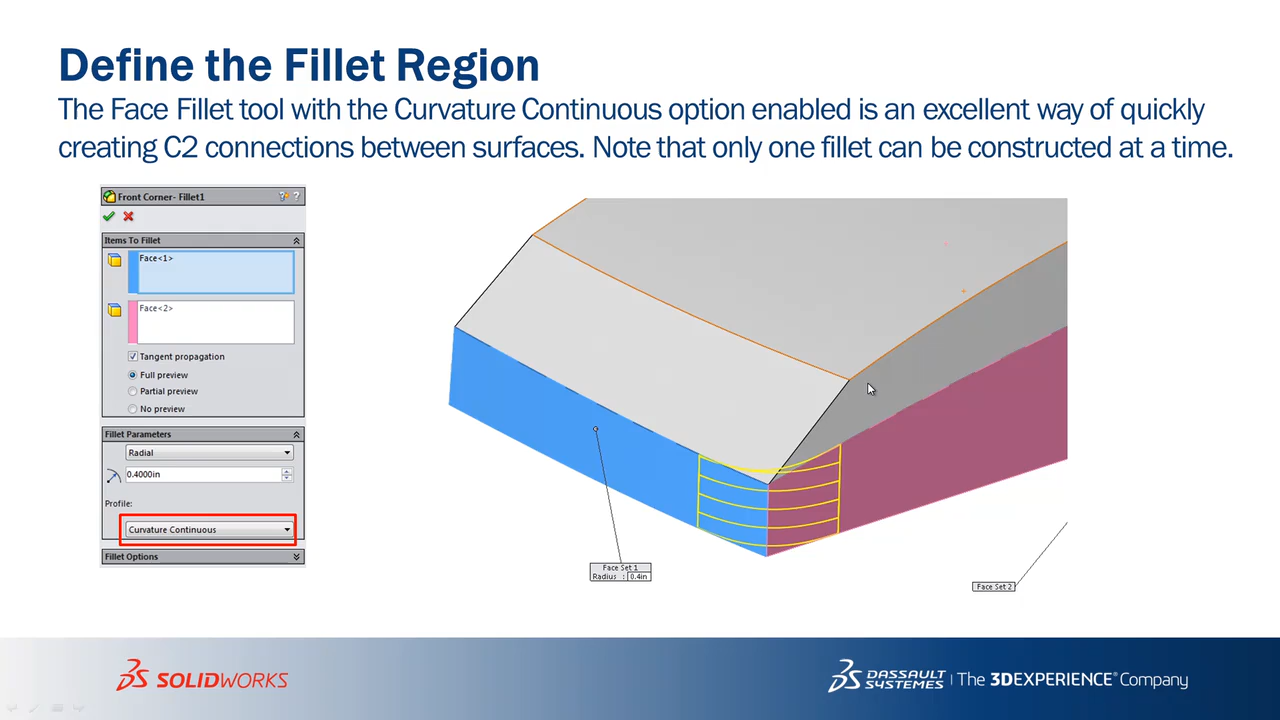 Define the Fillet Region
The Face Fillet tool with the Curvature Continuous option enabled is an excellent way of quickly
creating C2 connections between surfaces. Note that only one fillet can be constructed at a time.
Front Corner- Fillet1
Items To Fillet
Face<1>
Face<2>
Tangent propagation
Full preview
Partial preview
No preview
Fillet Parameters
Radial
0.4000in
Profile:
Curvature Continuous
Fillet Options
Face Set 1
Radius : 0.4in
Face Set 2
SOLIDWORKS
DASSAULT
SYSTEMES
The 3DEXPERIENCE® Company